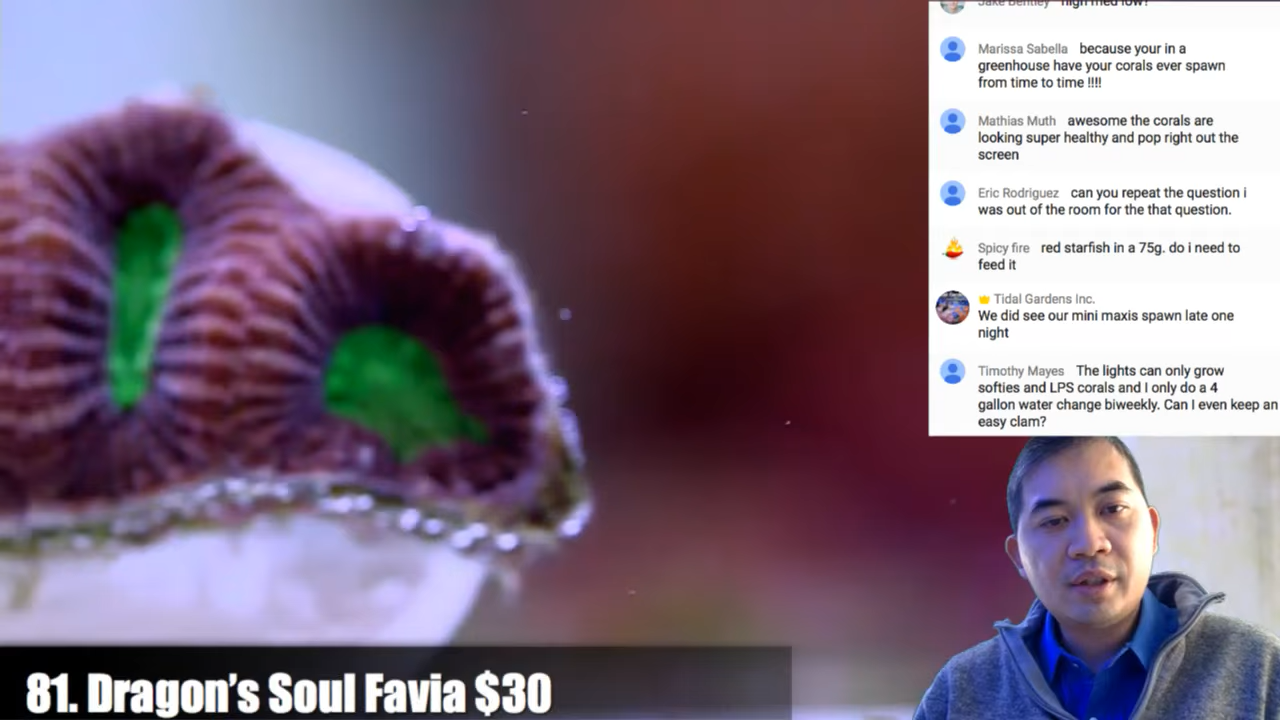 Jake Bentley high med low?
Marissa Sabella because your in a
greenhouse have your corals ever spawn
from time to time !!!!
Mathias Muth awesome the corals are
looking super healthy and pop right out the
screen
Eric Rodriguez can you repeat the question i
was out of the room for the that question.
Spicy fire red starfish in a 75g. do i need to
feed it
Tidal Gardens Inc.
We did see our mini maxis spawn late one
night
Timothy Mayes The lights can only grow
softies and LPS corals and I only do a 4
gallon water change biweekly. Can I even keep an
easy clam?
81. Dragon's Soul Favia $30